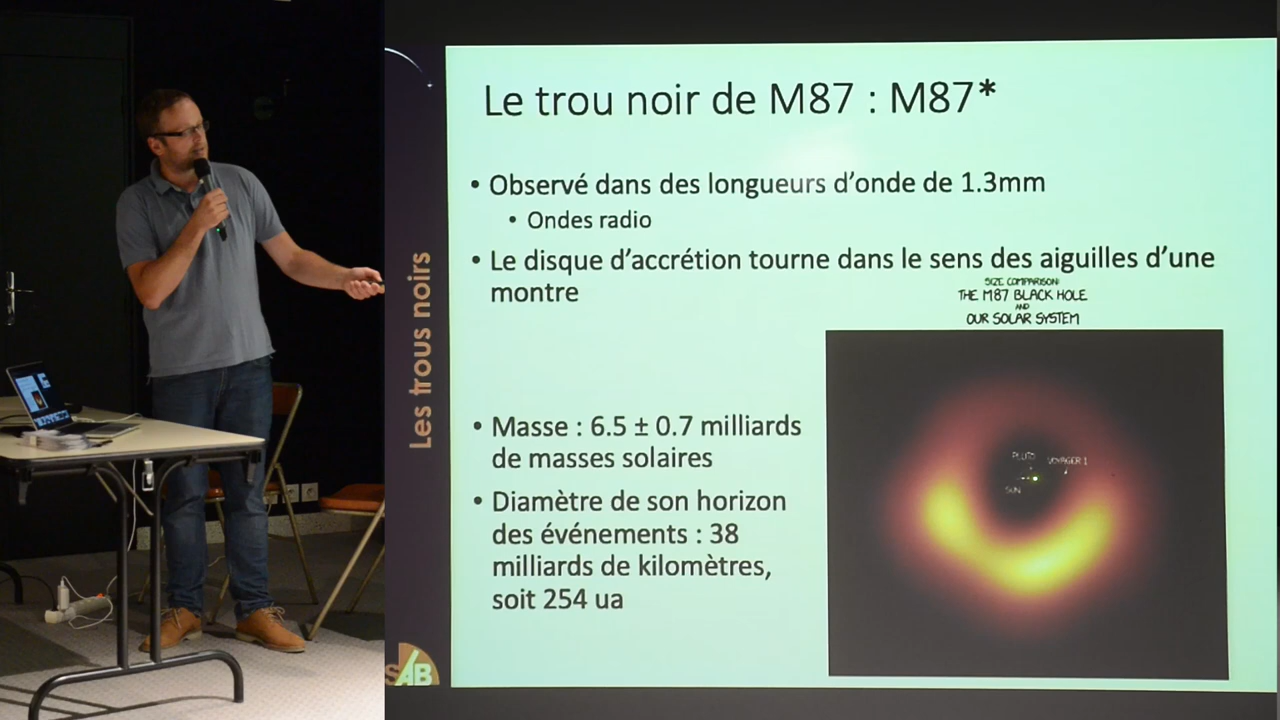 Le trou noir de M87 : M87*
• Observé dans des longueurs d'onde de 1.3mm
• Ondes radio
• Le disque d'accrétion tourne dans le sens des aiguilles d'une
montre
SIZE COMPARISON:
THE M87 BLACK HOLE
AND
OUR SOLAR SYSTEM
• Masse : 6.5 ± 0.7 milliards
de masses solaires
• Diamètre de son horizon
des événements : 38
milliards de kilomètres,
soit 254 ua
PLUTO
VOYAGER 1
SUN
Les trous noirs
SAB